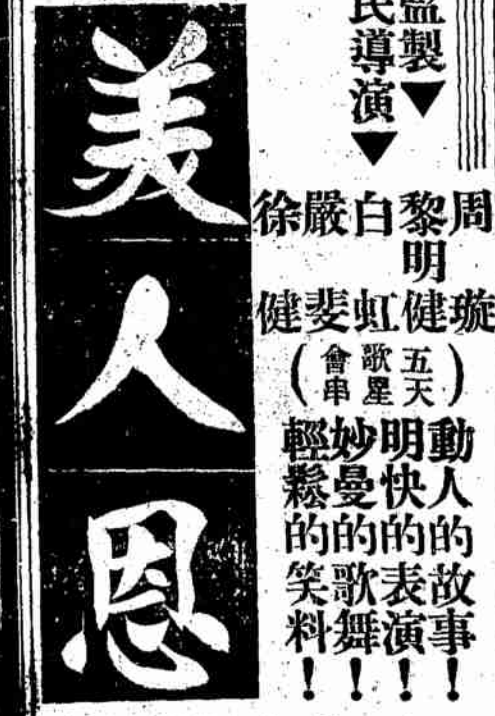 監製▼
民導演▼
周璇
黎明健
白虹
嚴斐
徐健
（五天歌星會串）
動人的故事！
明快的表演！
妙曼的歌舞！
輕鬆的笑料！
美人恩